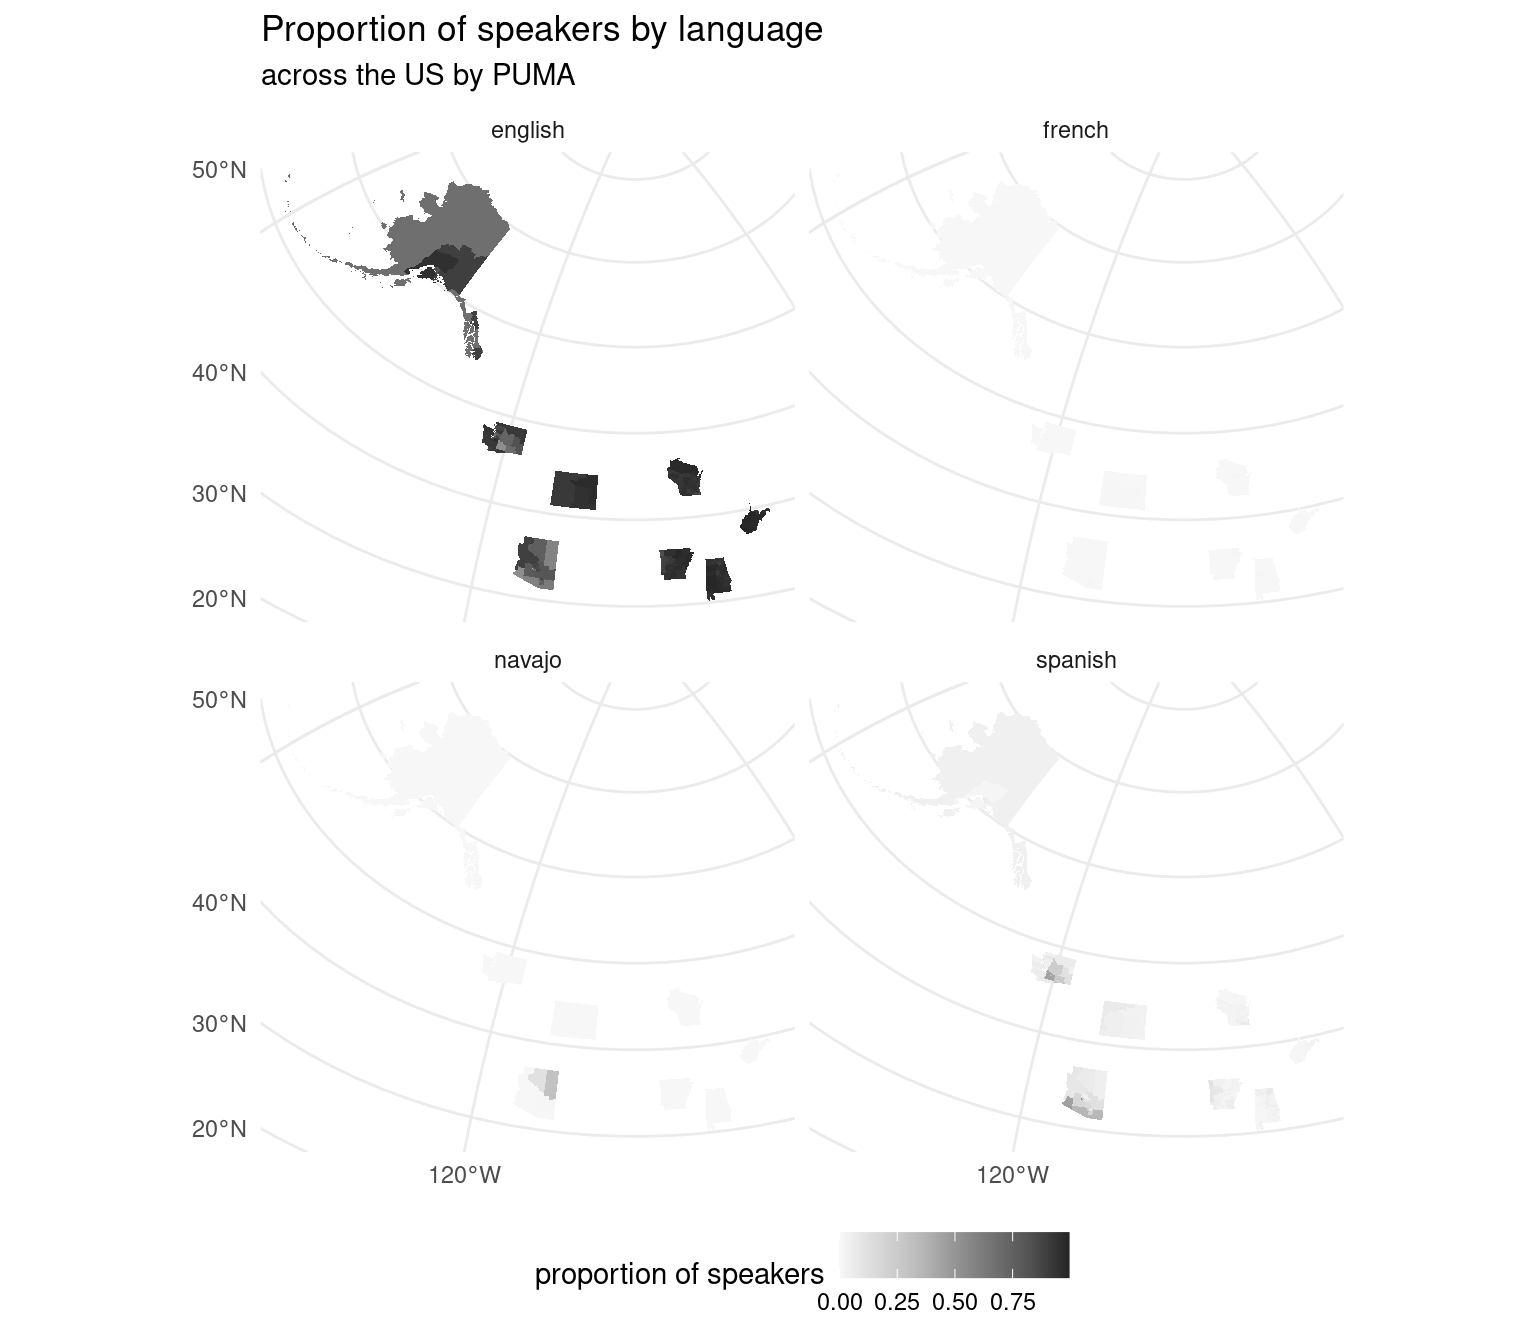 Proportion of speakers by language
across the US by PUMA
english
french
50°N
40°N
30°N
20°N
navajo
spanish
50°N
40°N
30°N
20°N
120°W
120°W
proportion of speakers
0.00 0.25 0.50 0.75